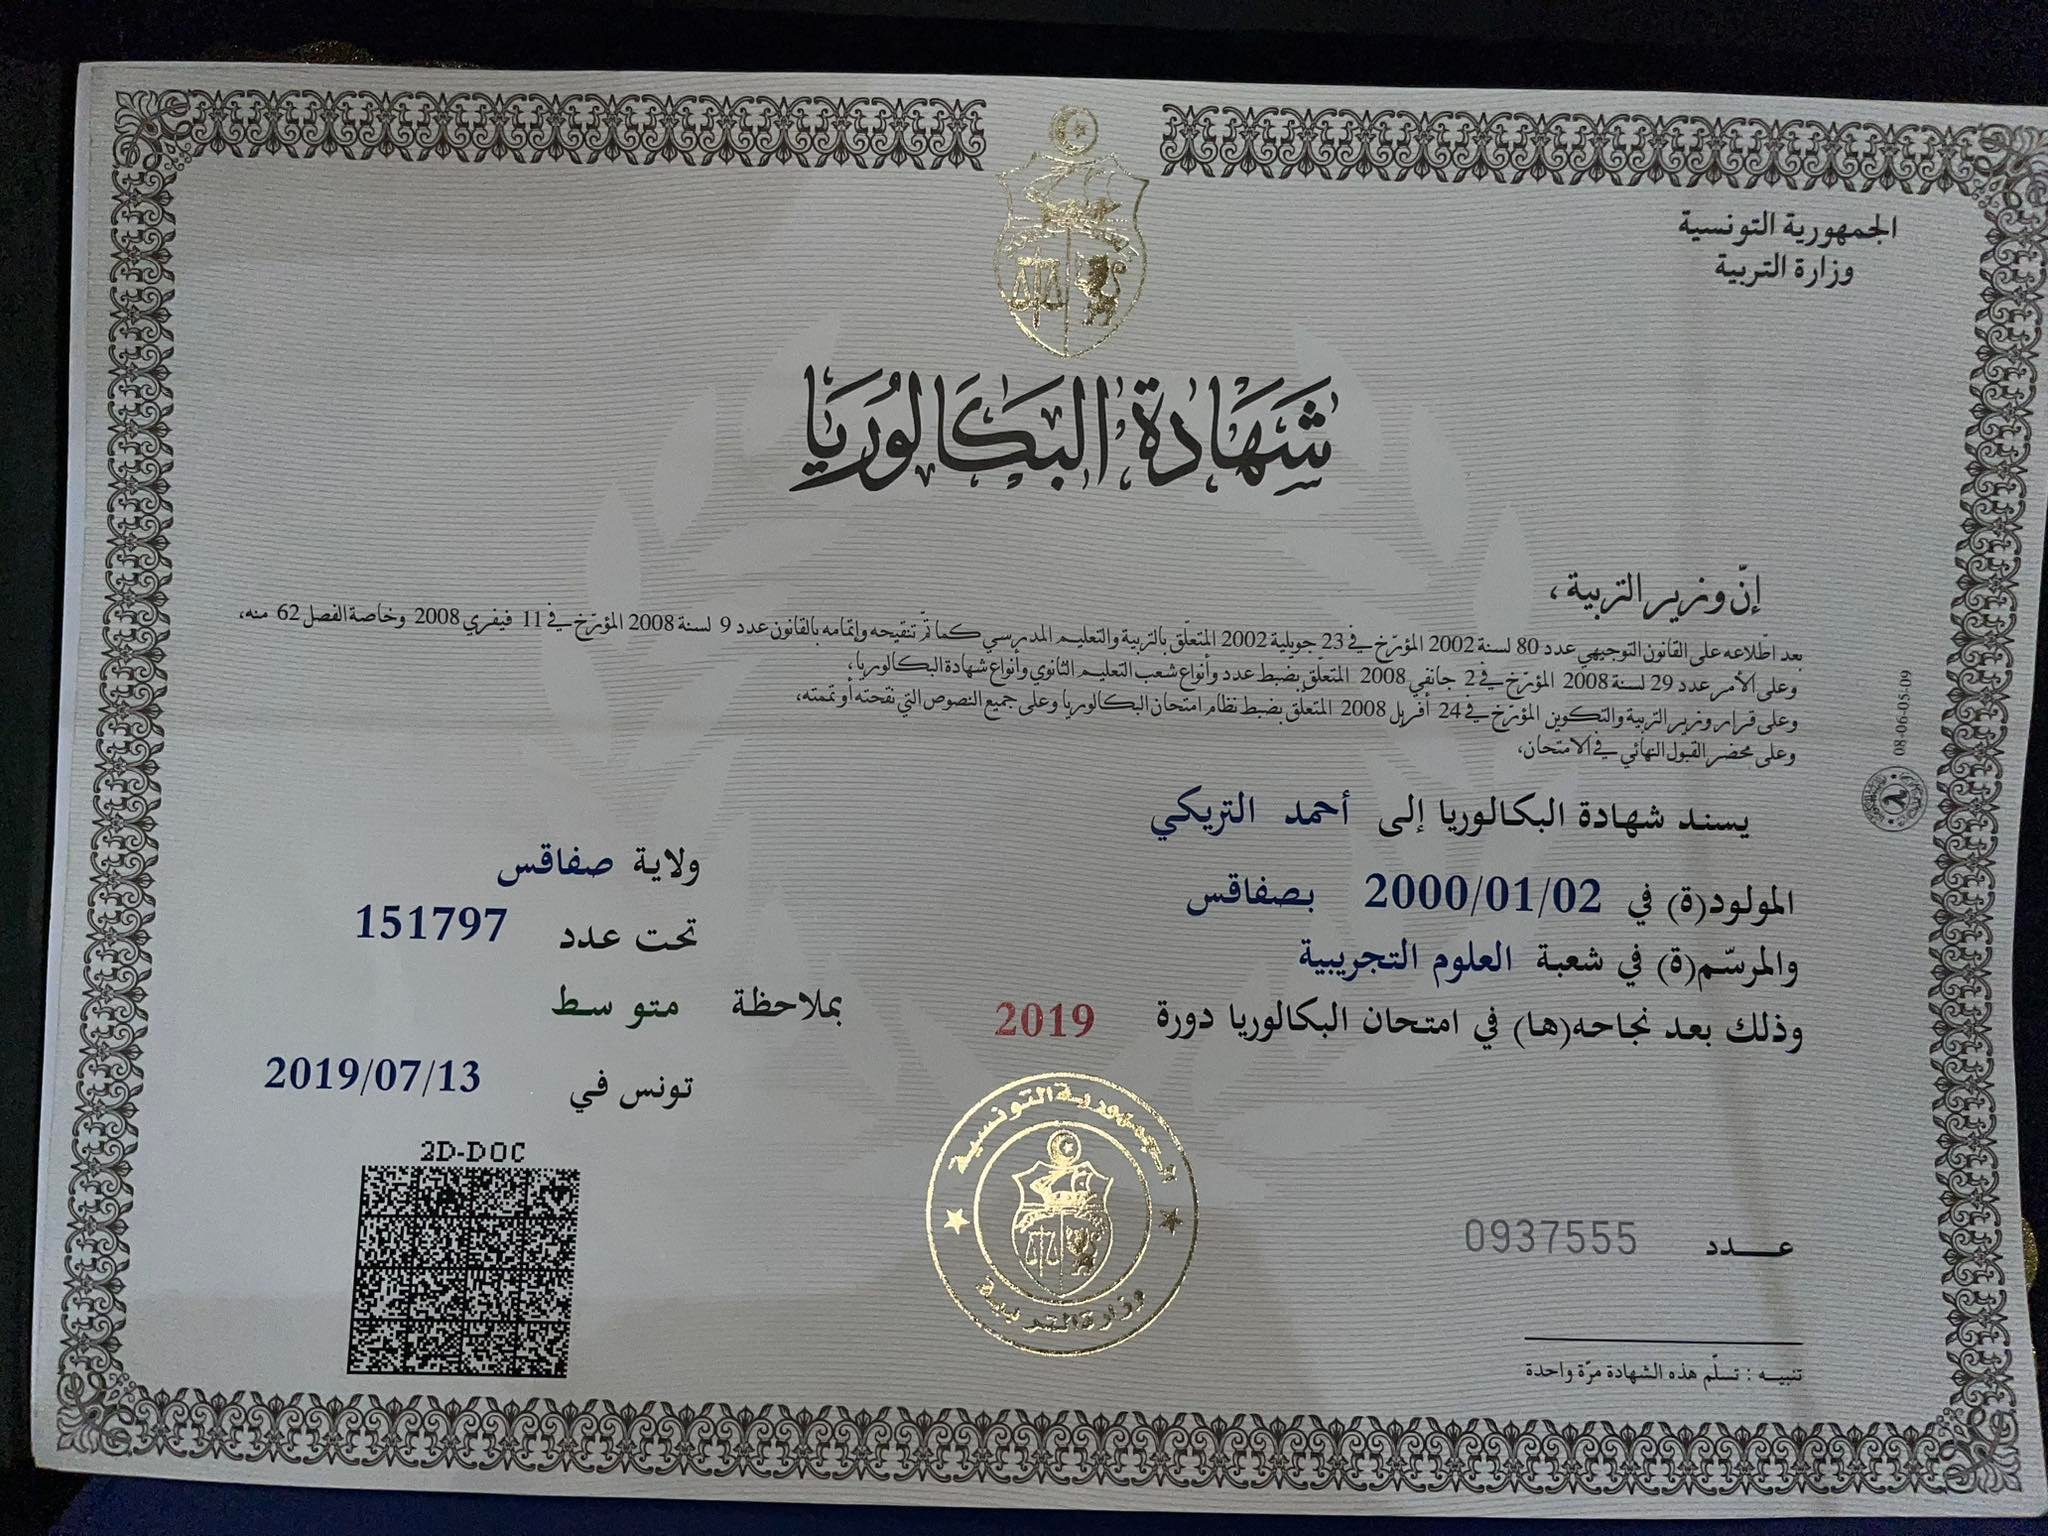 الجمهورية التونسية
وزارة التربية
شَهَادَةُ البَكَالُورِيَا
إنّ وزير التربية،
بعد اطّلاعه على القانون التوجيهي عدد 80 لسنة 2002 المؤرّخ في 23 جويلية 2002 المتعلّق بالتربية والتعليم المدرسي كما تمّ تنقيحه وإتمامه بالقانون عدد 9 لسنة 2008 المؤرّخ في 11 فيفري 2008 وخاصة الفصل 62 منه،
وعلى الأمر عدد 29 لسنة 2008 المؤرّخ في 2 جانفي 2008 المتعلّق بضبط عدد وأنواع شعب التعليم الثانوي وأنواع شهادة البكالوريا،
وعلى قرار وزير التربية والتكوين المؤرّخ في 24 أفريل 2008 المتعلّق بضبط نظام امتحان البكالوريا وعلى جميع النصوص التي نقحته أو تممته،
وعلى محضر القبول النهائي في الامتحان،
08-06-05-09
يسند شهادة البكالوريا إلى أحمد التريكي
المولود(ة) في 2000/01/02 بصفاقس ولاية صفاقس
والمرسّم(ة) في شعبة العلوم التجريبية تحت عدد 151797
وذلك بعد نجاحه(ها) في امتحان البكالوريا دورة 2019 بملاحظة متوسط
تونس في 2019/07/13
2D-DOC
الجمهورية التونسية
وزارة التربية
عـــدد 0937555
تنبيه : تسلّم هذه الشهادة مرّة واحدة